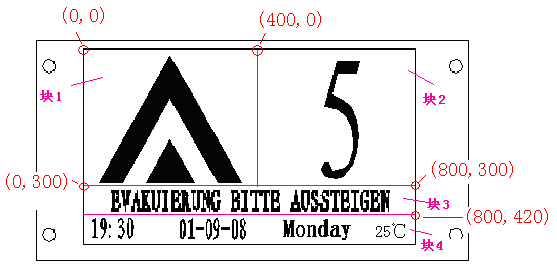 (0,0)
(400,0)
块1
5
块2
(0,300)
(800,300)
EVAKUIERUNG BITTE AUSSTEIGEN
块3
(800,420)
19:30 01-09-08 Monday 25℃
块4